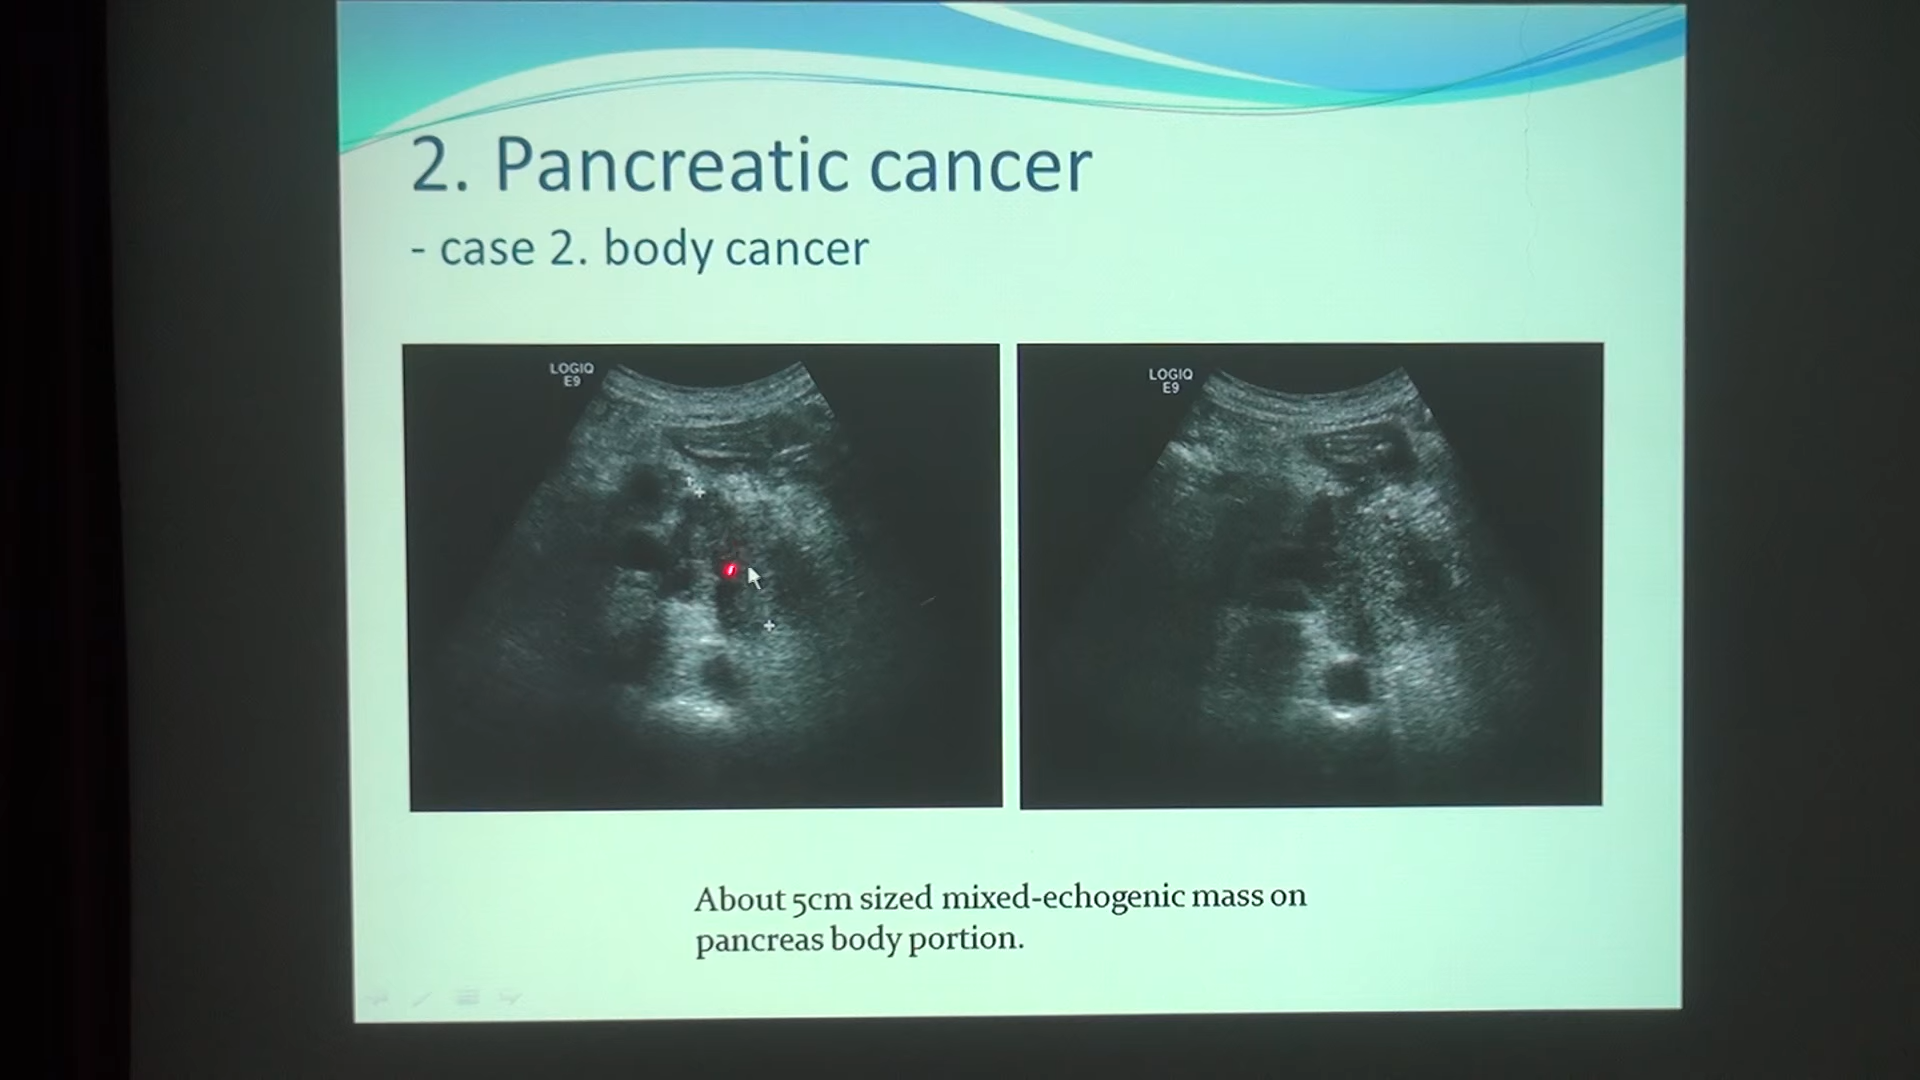 2. Pancreatic cancer
- case 2. body cancer
LOGIQ
E9
LOGIQ
E9
About 5cm sized mixed-echogenic mass on
pancreas body portion.